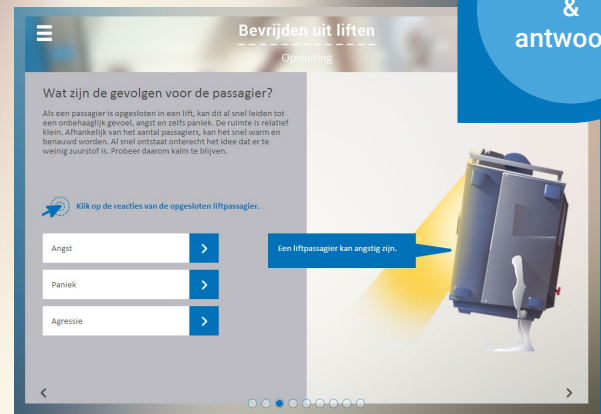 &
antwoo
Bevrijden uit liften
Opsluiting
Wat zijn de gevolgen voor de passagier?
Als een passagier is opgesloten in een lift, kan dit al snel leiden tot
een onbehaaglijk gevoel, angst en zelfs paniek. De ruimte is relatief
klein. Afhankelijk van het aantal passagiers, kan het snel warm en
benauwd worden. Al snel ontstaat onterecht het idee dat er te
weinig zuurstof is. Probeer daarom kalm te blijven.
Klik op de reacties van de opgesloten liftpassagier.
Angst
Een liftpassagier kan angstig zijn.
Paniek
Agressie